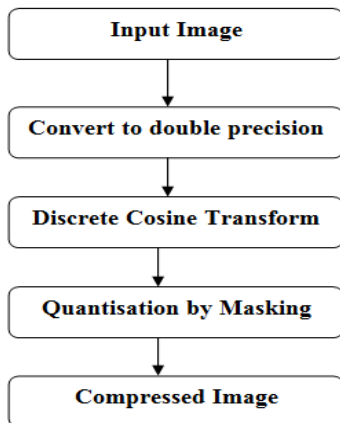 Input Image
Convert to double precision
Discrete Cosine Transform
Quantisation by Masking
Compressed Image